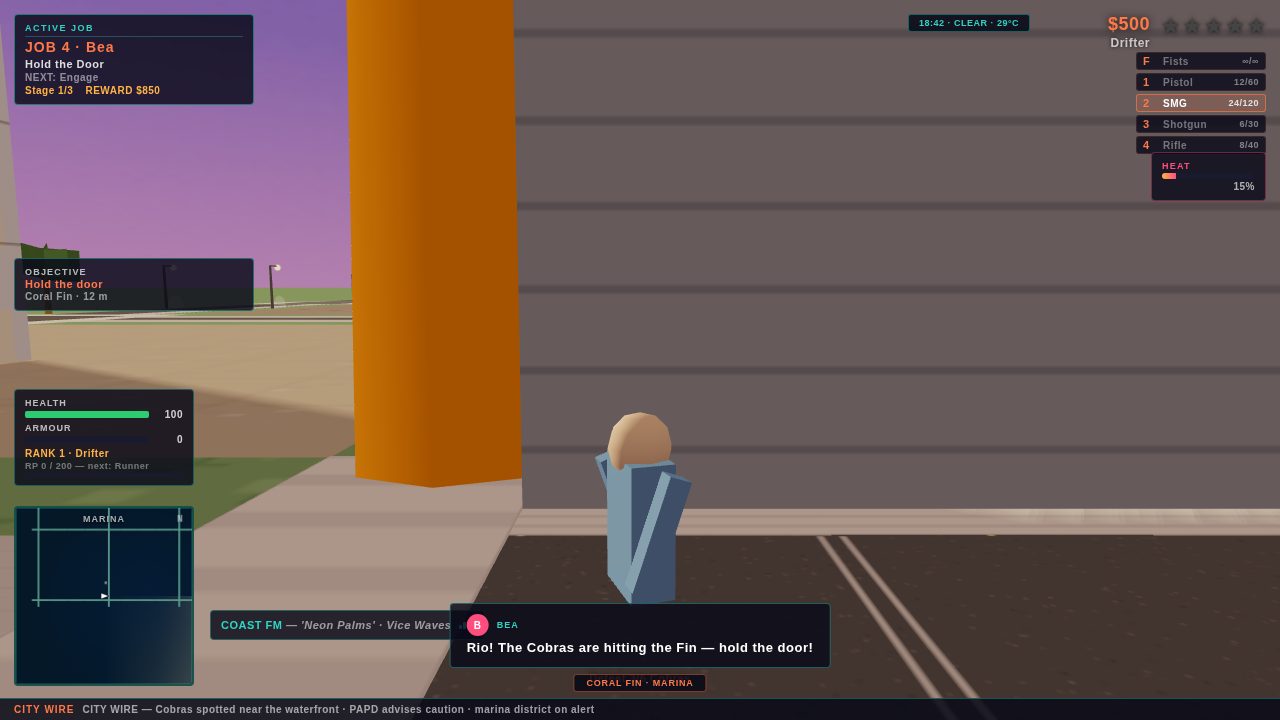 ACTIVE JOB
JOB 4 · Bea
Hold the Door
NEXT: Engage
Stage 1/3 REWARD $850
18:42 · CLEAR · 29°C
$500
Drifter
F Fists ∞/∞
1 Pistol 12/60
2 SMG 24/120
3 Shotgun 6/30
4 Rifle 8/40
HEAT
15%
OBJECTIVE
Hold the door
Coral Fin · 12 m
HEALTH
100
ARMOUR
0
RANK 1 · Drifter
RP 0 / 200 — next: Runner
MARINA N
COAST FM — 'Neon Palms' · Vice Waves
B BEA
Rio! The Cobras are hitting the Fin — hold the door!
CORAL FIN · MARINA
CITY WIRE CITY WIRE — Cobras spotted near the waterfront · PAPD advises caution · marina district on alert